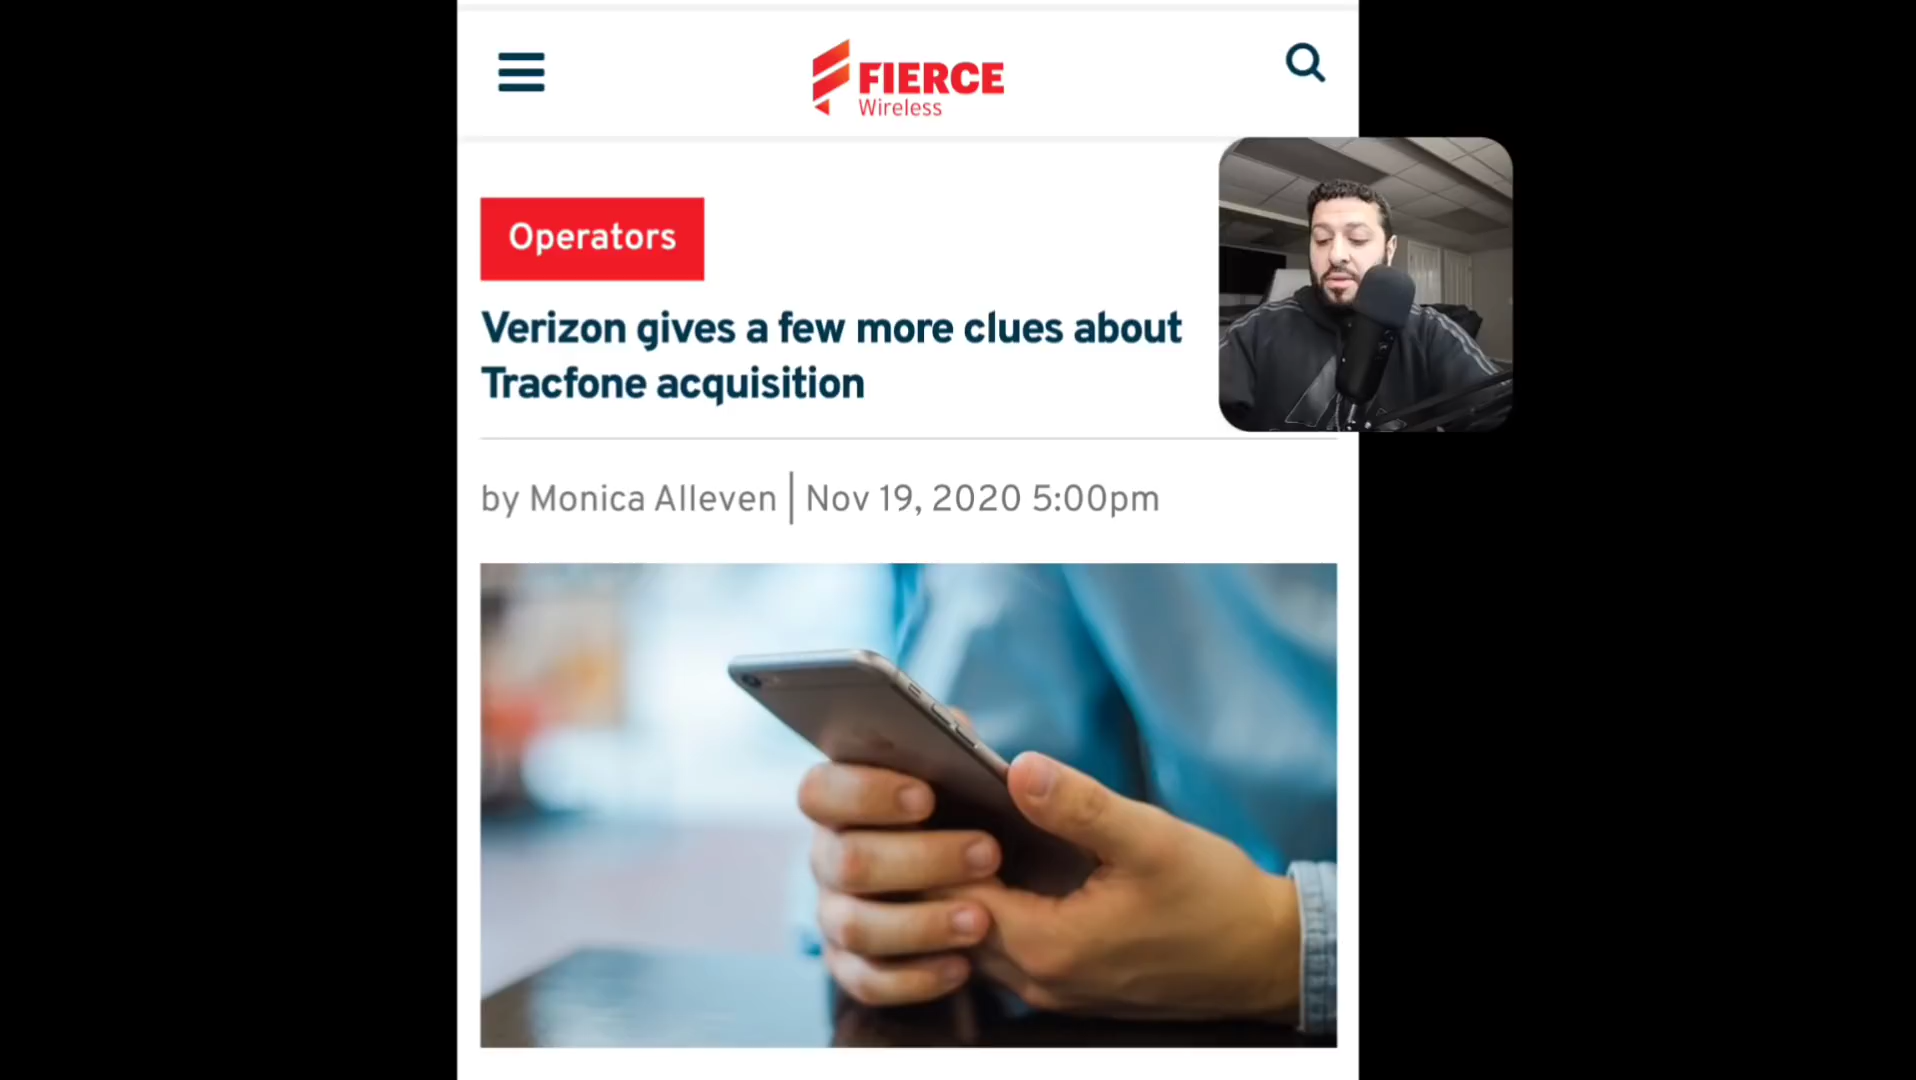 FIERCE
Wireless
Operators
Verizon gives a few more clues about
Tracfone acquisition
by Monica Alleven | Nov 19, 2020 5:00pm